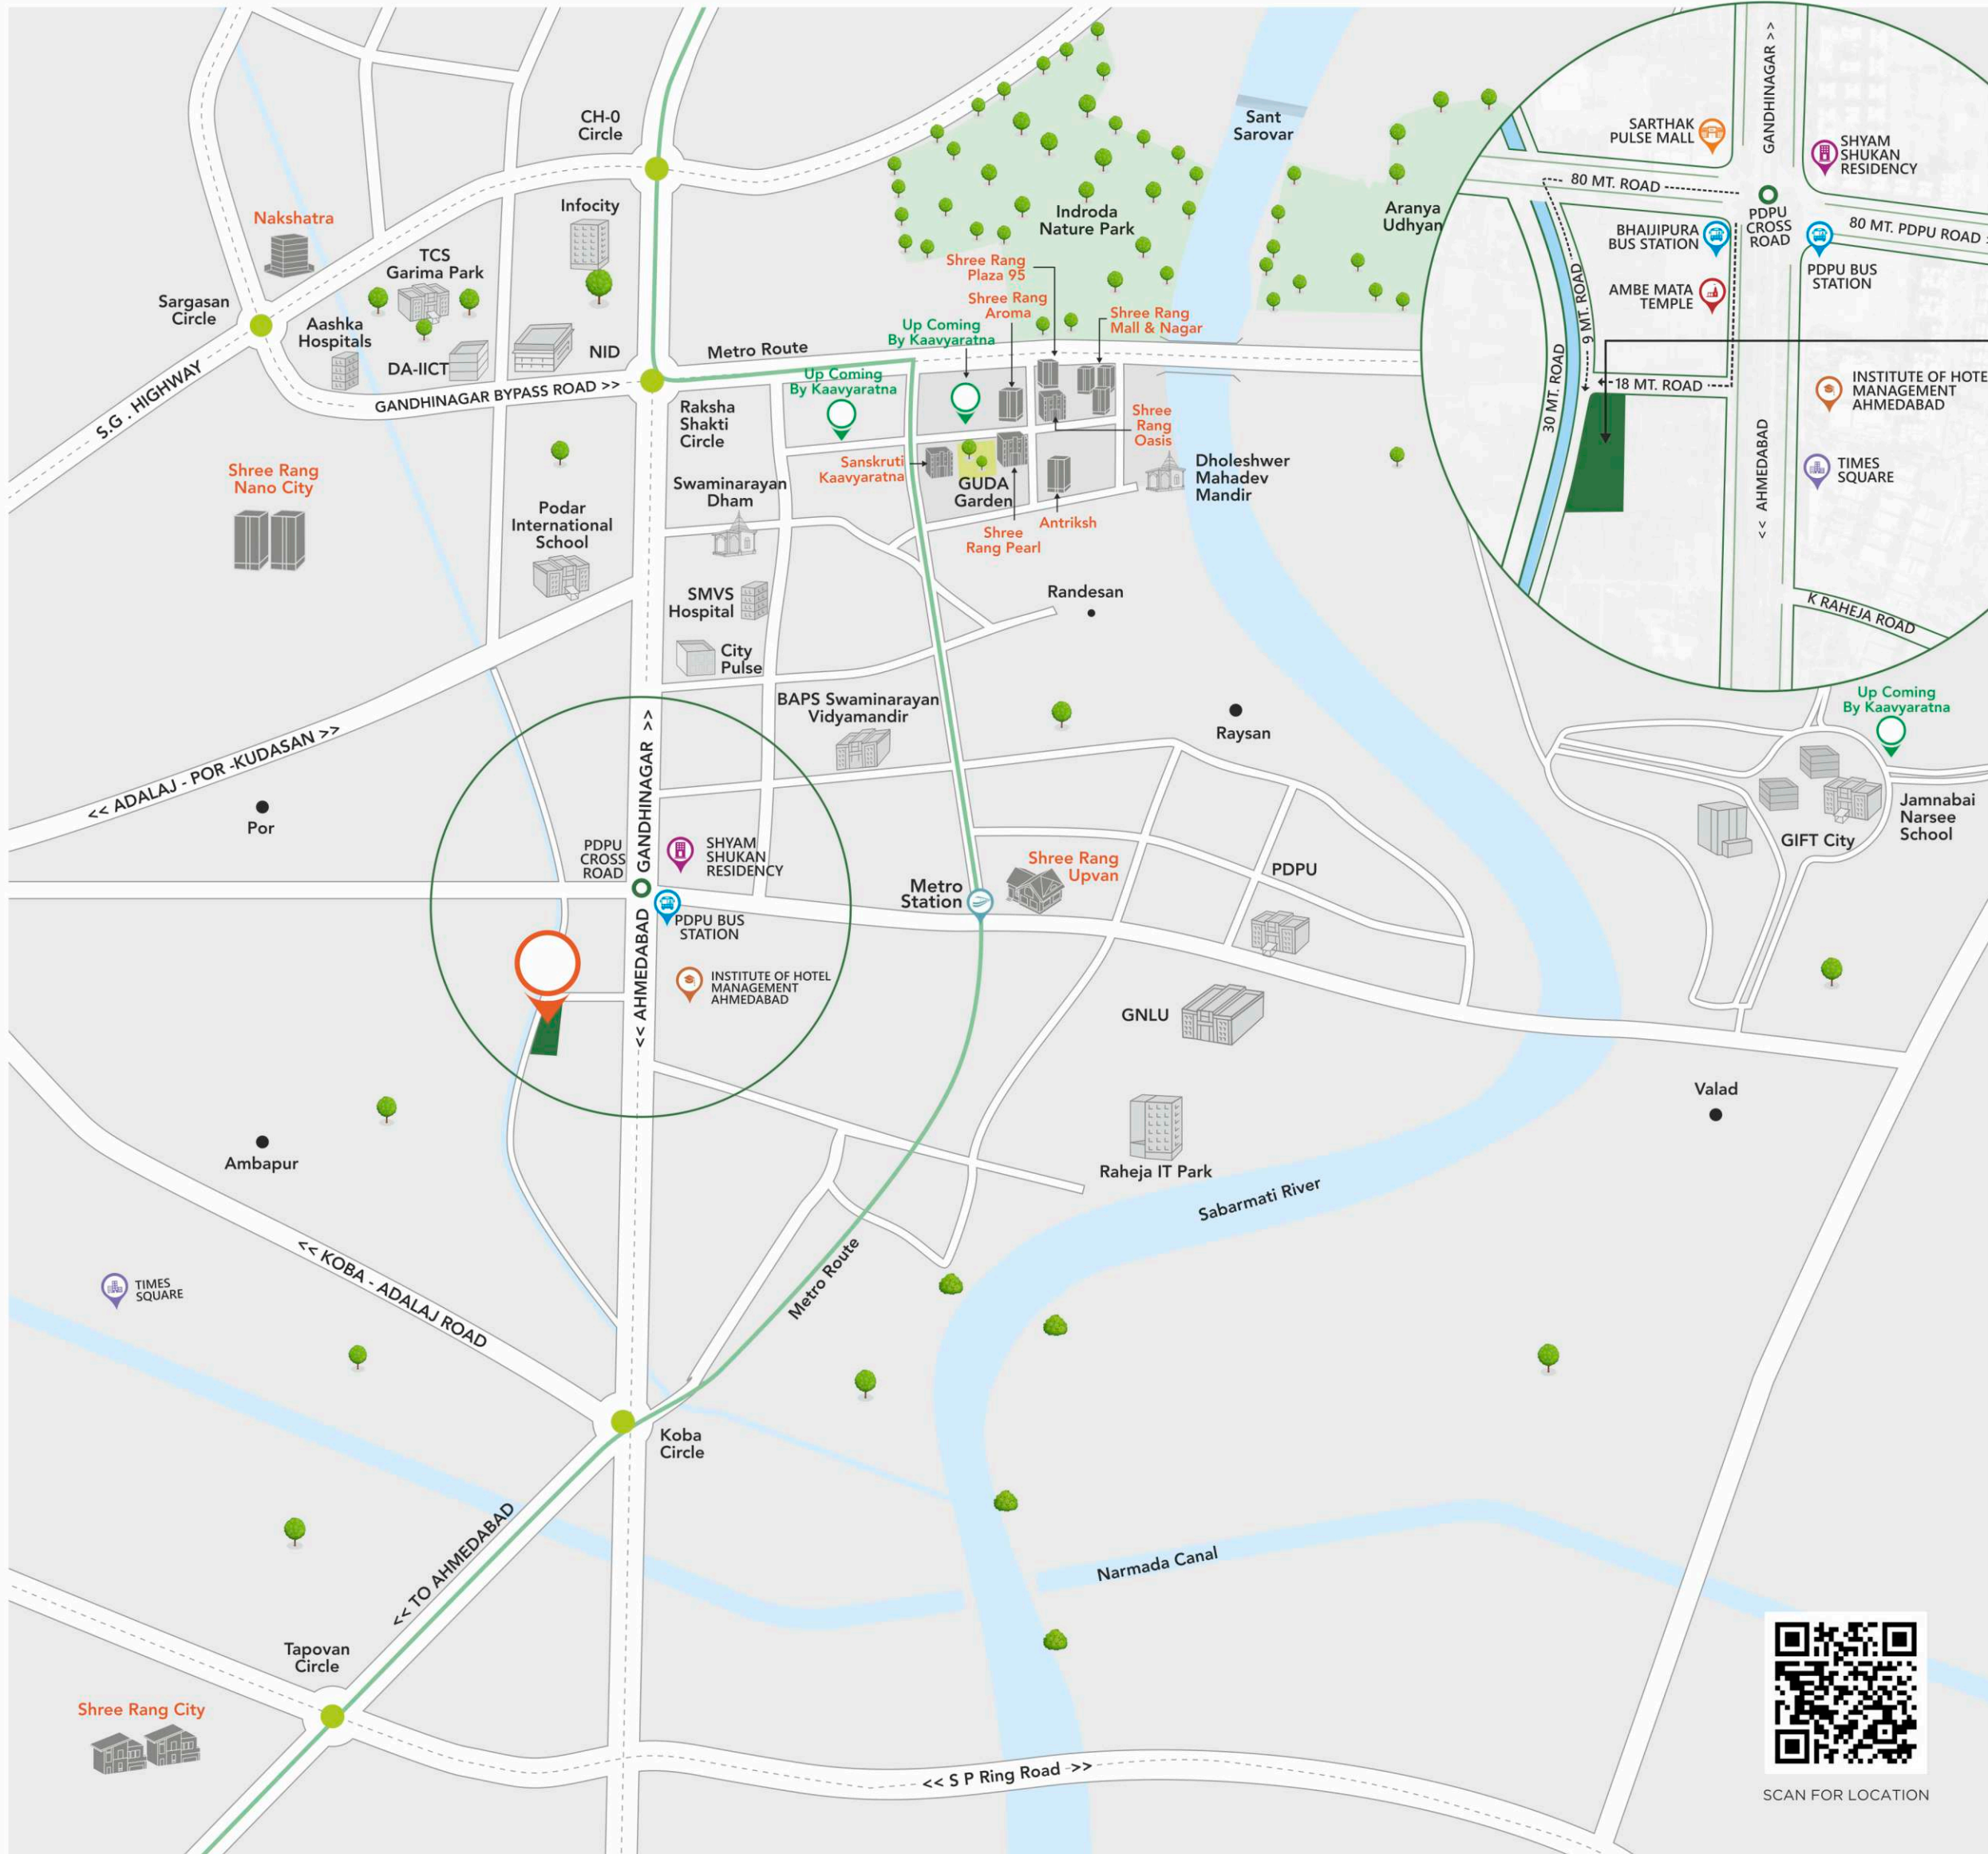 CH-0
Circle
Sant
Sarovar
Nakshatra
Infocity
Indroda
Nature Park
Aranya
Udhyan
TCS
Garima Park
Shree Rang
Plaza 95
Sargasan
Circle
Aashka
Hospitals
Shree Rang
Aroma
Shree Rang
Mall & Nagar
Up Coming
By Kaavyaratna
DA-IICT
NID
Metro Route
Up Coming
By Kaavyaratna
S.G . HIGHWAY
GANDHINAGAR BYPASS ROAD >>
Raksha
Shakti
Circle
Shree
Rang
Oasis
Shree Rang
Nano City
Sanskruti
Kaavyaratna
Swaminarayan
Dham
GUDA
Garden
Dholeshwer
Mahadev
Mandir
Podar
International
School
Shree
Rang Pearl
Antriksh
SMVS
Hospital
Randesan
City
Pulse
BAPS Swaminarayan
Vidyamandir
Raysan
<< ADALAJ - POR -KUDASAN >>
Por
GANDHINAGAR >>
PDPU
CROSS
ROAD
SHYAM
SHUKAN
RESIDENCY
Shree Rang
Upvan
PDPU
Metro
Station
PDPU BUS
STATION
<< AHMEDABAD
INSTITUTE OF HOTEL
MANAGEMENT
AHMEDABAD
GNLU
Up Coming
By Kaavyaratna
Jamnabai
Narsee
School
GIFT City
Valad
Ambapur
Raheja IT Park
Sabarmati River
<< KOBA - ADALAJ ROAD
TIMES
SQUARE
Metro Route
Koba
Circle
<< TO AHMEDABAD
Narmada Canal
Tapovan
Circle
Shree Rang City
<< S P Ring Road >>
SCAN FOR LOCATION
GANDHINAGAR >>
SARTHAK
PULSE MALL
SHYAM
SHUKAN
RESIDENCY
80 MT. ROAD
PDPU
CROSS
ROAD
80 MT. PDPU ROAD
BHAIJIPURA
BUS STATION
PDPU BUS
STATION
9 MT. ROAD
AMBE MATA
TEMPLE
30 MT. ROAD
18 MT. ROAD
INSTITUTE OF HOTE
MANAGEMENT
AHMEDABAD
<< AHMEDABAD
TIMES
SQUARE
K RAHEJA ROAD